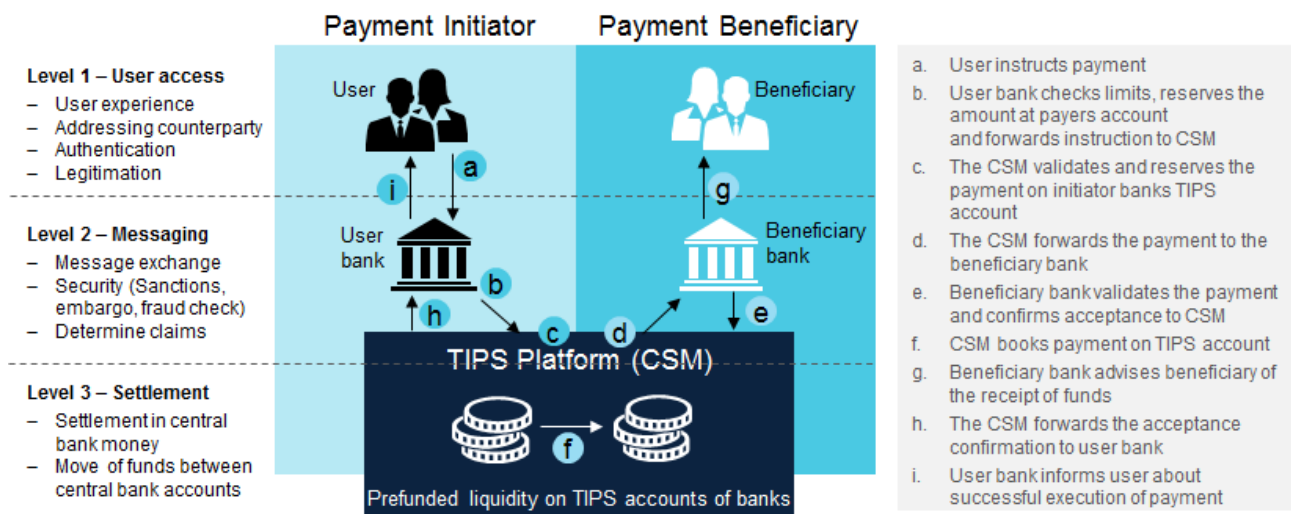 Payment Initiator
Payment Beneficiary
Level 1 – User access
– User experience
– Addressing counterparty
– Authentication
– Legitimation
User
Beneficiary
i
a
g
Level 2 – Messaging
– Message exchange
– Security (Sanctions,
embargo, fraud check)
– Determine claims
User
bank
Beneficiary
bank
b
h
c
d
e
TIPS Platform (CSM)
Level 3 – Settlement
– Settlement in central
bank money
– Move of funds between
central bank accounts
f
Prefunded liquidity on TIPS accounts of banks
a. User instructs payment
b. User bank checks limits, reserves the
amount at payers account
and forwards instruction to CSM
c. The CSM validates and reserves the
payment on initiator banks TIPS
account
d. The CSM forwards the payment to the
beneficiary bank
e. Beneficiary bank validates the payment
and confirms acceptance to CSM
f. CSM books payment on TIPS account
g. Beneficiary bank advises beneficiary of
the receipt of funds
h. The CSM forwards the acceptance
confirmation to user bank
i. User bank informs user about
successful execution of payment